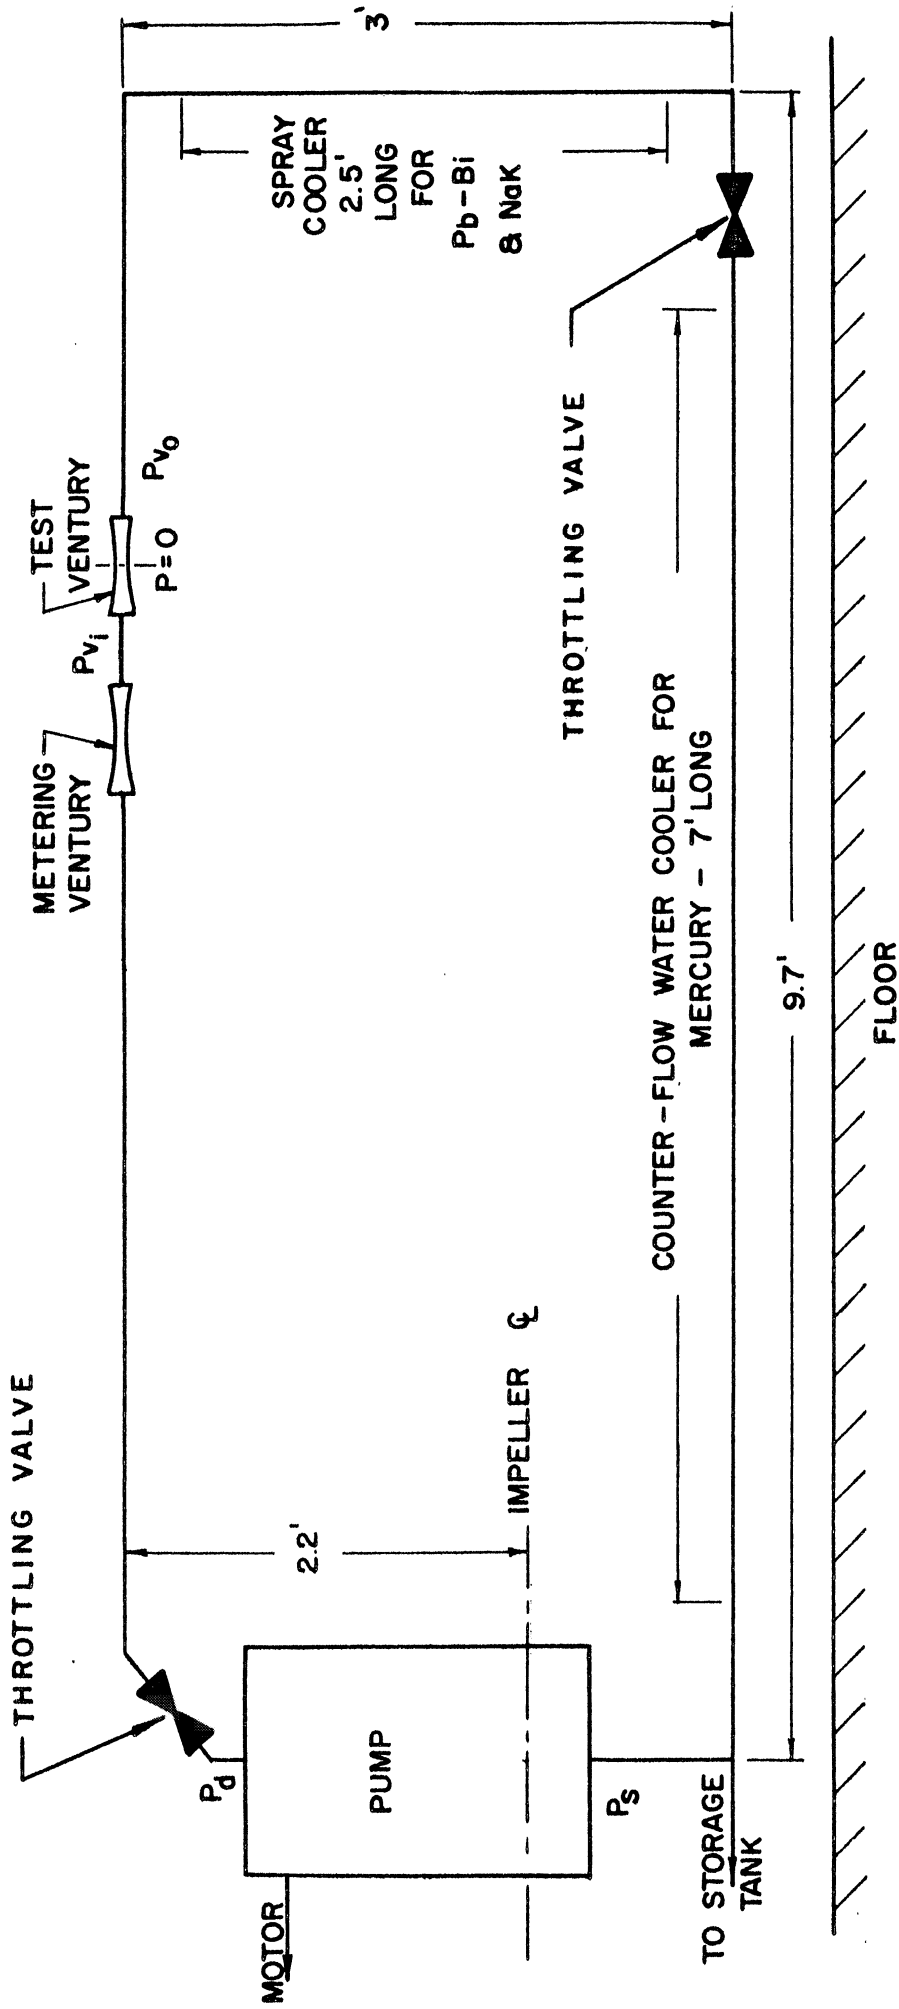 THROTTLING VALVE
METERING
VENTURY
Pvi
TEST
VENTURY
P=O
Pvo
3'
SPRAY
COOLER
2.5'
LONG
FOR
Pb-Bi
& NaK
2.2'
Pd
PUMP
MOTOR
IMPELLER ℄
Ps
THROTTLING VALVE
COUNTER-FLOW WATER COOLER FOR
MERCURY - 7' LONG
TO STORAGE
TANK
9.7'
FLOOR